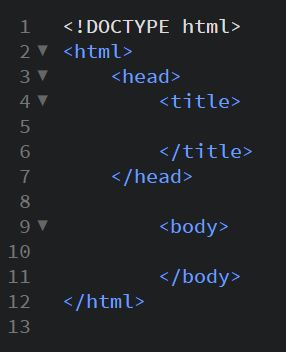 1 <!DOCTYPE html>
2 <html>
3 <head>
4 <title>
5
6 </title>
7 </head>
8
9 <body>
10
11 </body>
12 </html>
13